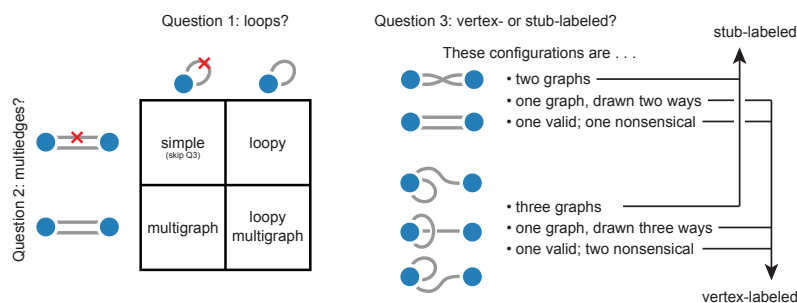 Question 1: loops?
Question 2: multiedges?
simple
(skip Q3)
loopy
multigraph
loopy
multigraph
Question 3: vertex- or stub-labeled?
These configurations are . . .
stub-labeled
• two graphs
• one graph, drawn two ways
• one valid; one nonsensical
• three graphs
• one graph, drawn three ways
• one valid; two nonsensical
vertex-labeled